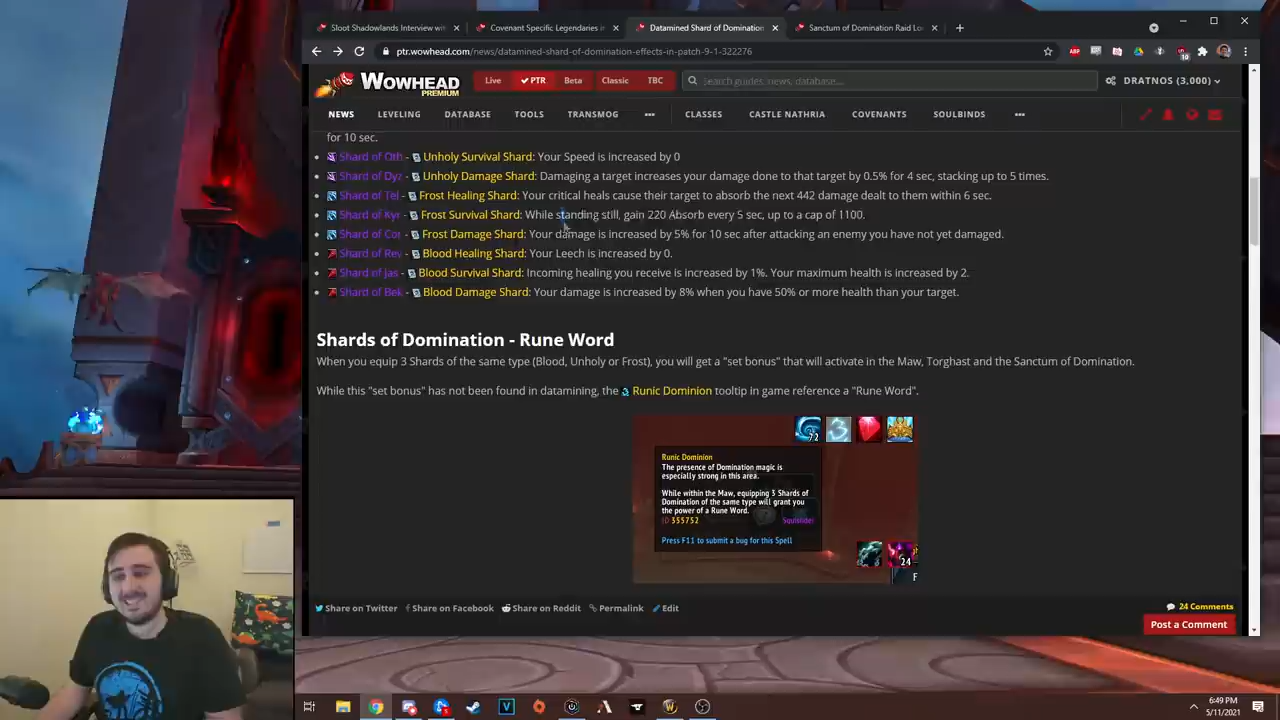 Sloot Shadowlands Interview wit
Covenant Specific Legendaries i
Datamined Shard of Domination
Sanctum of Domination Raid Lo
ptr.wowhead.com/news/datamined-shard-of-domination-effects-in-patch-9-1-322276
ABP
10
WOWHEAD
PREMIUM
Live
PTR
Beta
Classic
TBC
Search guides, news, database...
DRATNOS (3,000)
NEWS LEVELING DATABASE TOOLS TRANSMOG ••• CLASSES CASTLE NATHRIA COVENANTS SOULBINDS •••
for 10 sec.
Shard of Oth - Unholy Survival Shard: Your Speed is increased by 0
Shard of Dyz - Unholy Damage Shard: Damaging a target increases your damage done to that target by 0.5% for 4 sec, stacking up to 5 times.
Shard of Tel - Frost Healing Shard: Your critical heals cause their target to absorb the next 442 damage dealt to them within 6 sec.
Shard of Kyr - Frost Survival Shard: While standing still, gain 220 Absorb every 5 sec, up to a cap of 1100.
Shard of Cor - Frost Damage Shard: Your damage is increased by 5% for 10 sec after attacking an enemy you have not yet damaged.
Shard of Rev - Blood Healing Shard: Your Leech is increased by 0.
Shard of Jas - Blood Survival Shard: Incoming healing you receive is increased by 1%. Your maximum health is increased by 2.
Shard of Bek - Blood Damage Shard: Your damage is increased by 8% when you have 50% or more health than your target.
Shards of Domination - Rune Word
When you equip 3 Shards of the same type (Blood, Unholy or Frost), you will get a "set bonus" that will activate in the Maw, Torghast and the Sanctum of Domination.
While this "set bonus" has not been found in datamining, the Runic Dominion tooltip in game reference a "Rune Word".
72
Runic Dominion
The presence of Domination magic is
especially strong in this area.
While within the Maw, equipping 3 Shards of
Domination of the same type will grant you
the power of a Rune Word.
ID 355752
Press F11 to submit a bug for this Spell
24
F
Share on Twitter
Share on Facebook
Share on Reddit
Permalink
Edit
24 Comments
Post a Comment
6:49 PM
5/11/2021